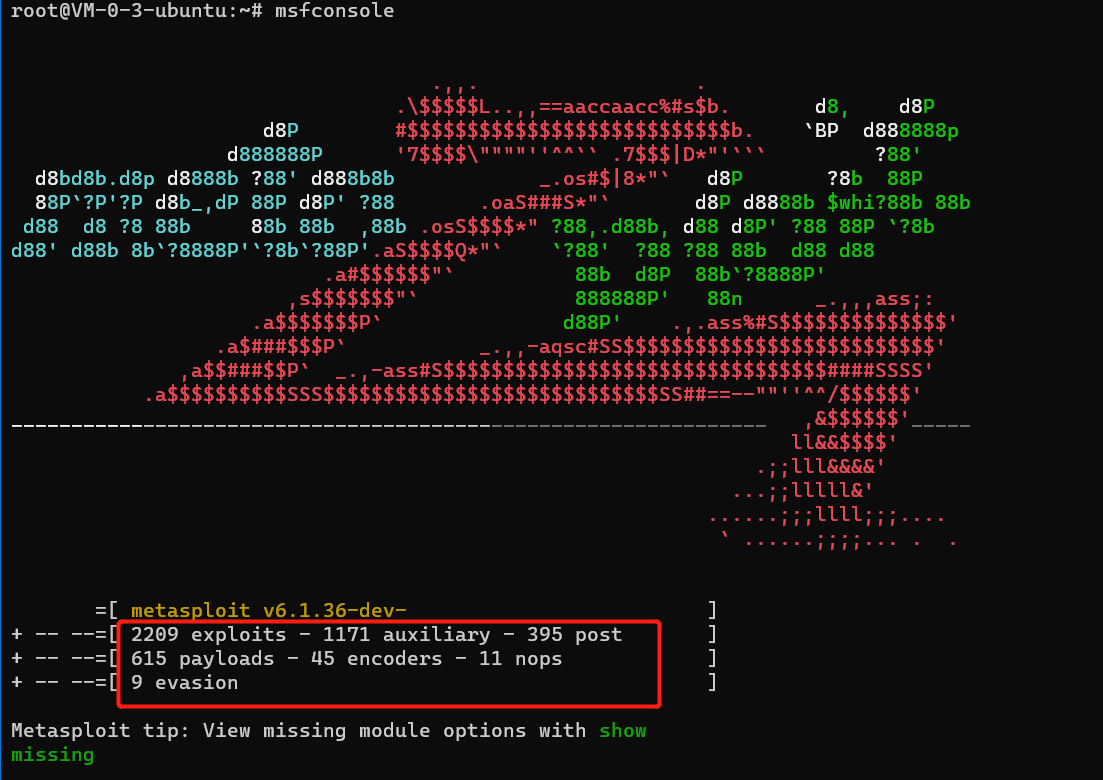 root@VM-0-3-ubuntu:~# msfconsole
.,,. .
.\$$$$$L..,,==aaccaacc%#s$b. d8, d8P
d8P #$$$$$$$$$$$$$$$$$$$$$$$$$$$b. `BP d888888p
d888888P '7$$$$\""""''^^`` .7$$$|D*"'``` ?88'
d8bd8b.d8p d8888b ?88' d888b8b _.os#$|8*"` d8P ?8b 88P
88P`?P'?P d8b_,dP 88P d8P' ?88 .oaS###S*"` d8P d8888b $whi?88b 88b
d88 d8 ?8 88b 88b 88b ,88b .osS$$$$*" ?88,.d88b, d88 d8P' ?88 88P `?8b
d88' d88b 8b`?8888P'`?8b`?88P'.aS$$$$Q*"` `?88' ?88 ?88 88b d88 d88
.a#$$$$$$"` 88b d8P 88b`?8888P'
,s$$$$$$$"` 888888P' 88n _.,,,ass;:
.a$$$$$$$P` d88P' .,.ass%#S$$$$$$$$$$$$$$'
.a$###$$$P` _.,,-aqsc#SS$$$$$$$$$$$$$$$$$$$$$$$$$$'
,a$$###$$P` _.,-ass#S$$$$$$$$$$$$$$$$$$$$$$$$$$$$$$$$####SSSS'
.a$$$$$$$$$$SSS$$$$$$$$$$$$$$$$$$$$$$$$$$$$SS##==--""''^^/$$$$$$'
________________________________________________________________ ,&$$$$$$'_____
ll&&$$$$'
.;;lll&&&&'
...;;lllll&'
......;;;llll;;;....
` ......;;;;... . .
=[ metasploit v6.1.36-dev- ]
+ -- --=[ 2209 exploits - 1171 auxiliary - 395 post ]
+ -- --=[ 615 payloads - 45 encoders - 11 nops ]
+ -- --=[ 9 evasion ]
Metasploit tip: View missing module options with show
missing